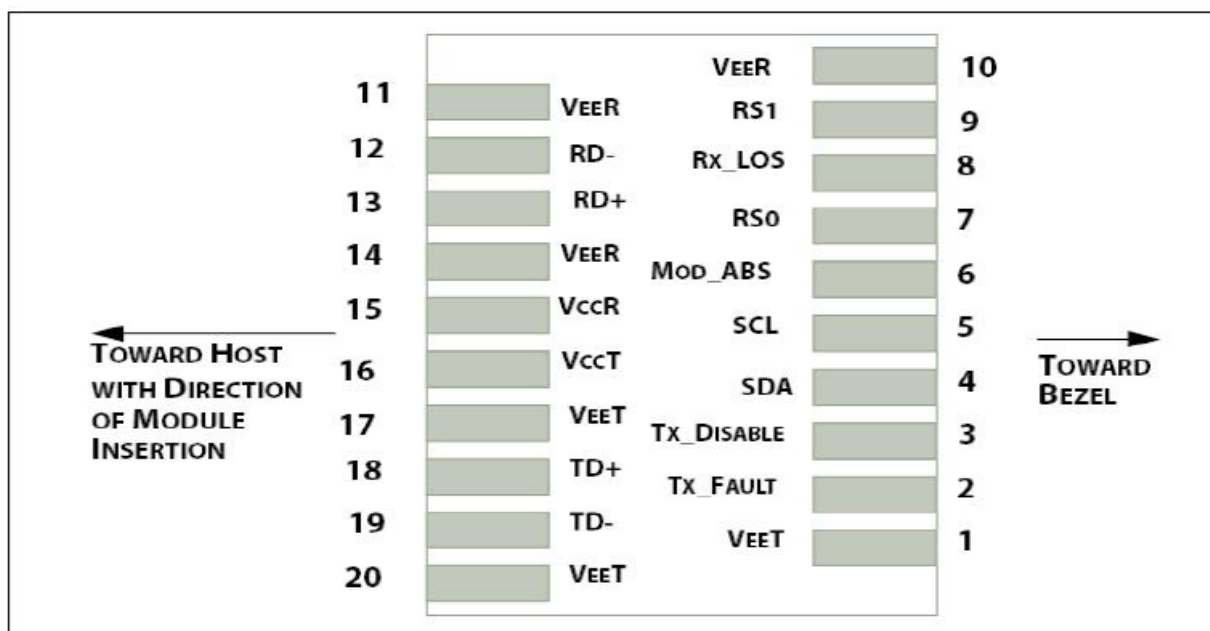 VEER 10
11 VEER RS1 9
12 RD- RX_LOS 8
13 RD+ RS0 7
14 VEER MOD_ABS 6
15 VCCR SCL 5
TOWARD HOST
WITH DIRECTION
OF MODULE
INSERTION
16 VCCT SDA 4
TOWARD
BEZEL
17 VEET TX_DISABLE 3
18 TD+ TX_FAULT 2
19 TD- VEET 1
20 VEET